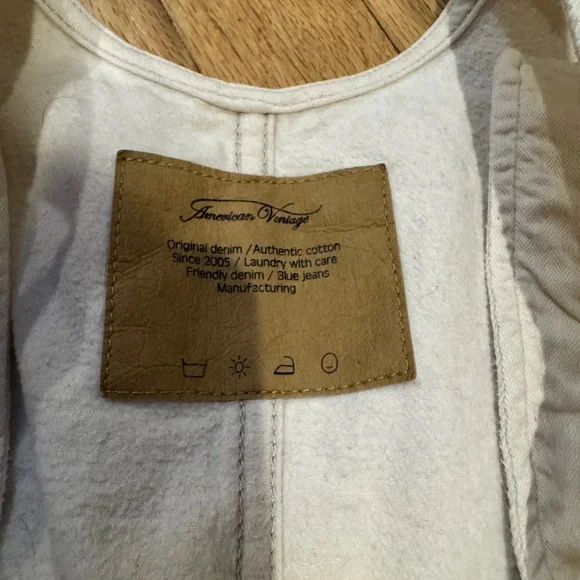 American Vintage
Original denim / Authentic cotton
Since 2005 / Laundry with care
Friendly denim / Blue jeans
Manufacturing